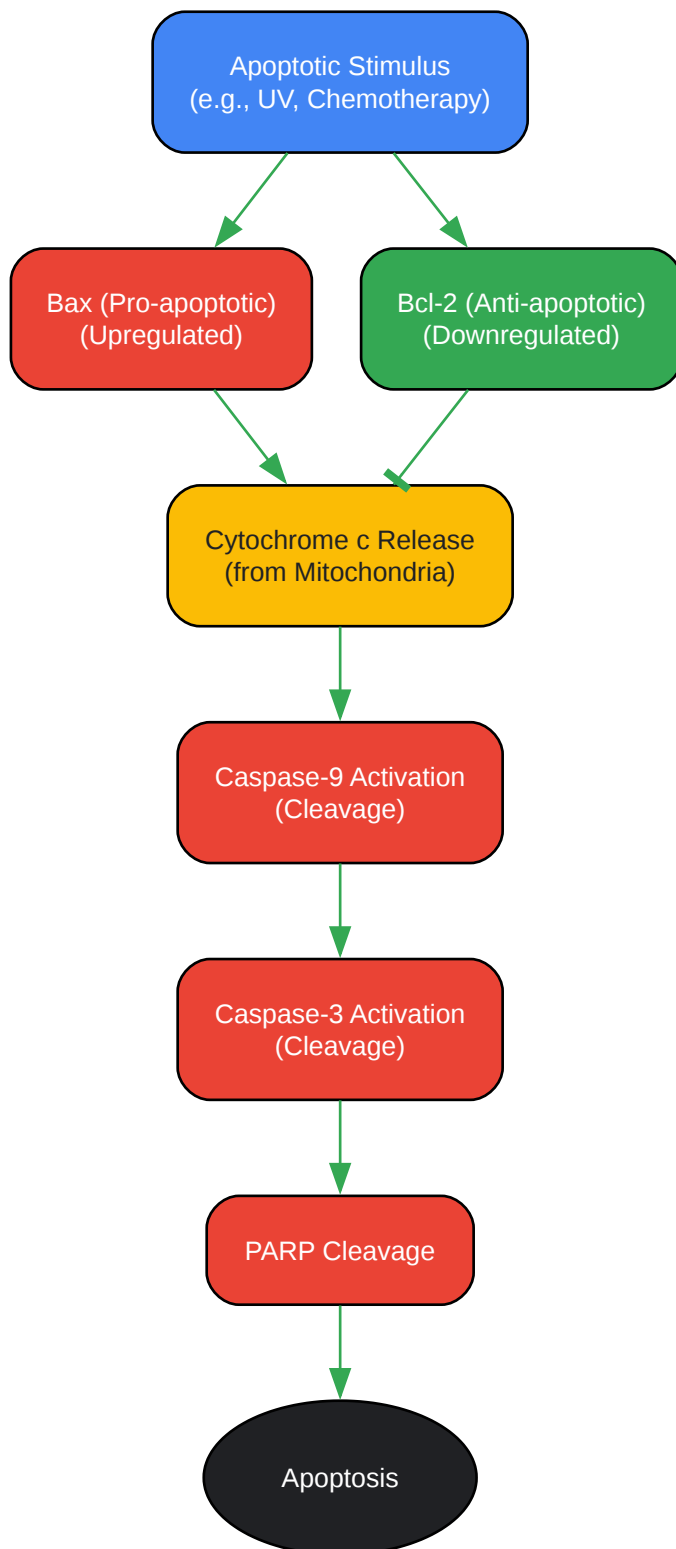 Apoptotic Stimulus
(e.g., UV, Chemotherapy)
Bax (Pro-apoptotic)
(Upregulated)
Bcl-2 (Anti-apoptotic)
(Downregulated)
Cytochrome c Release
(from Mitochondria)
Caspase-9 Activation
(Cleavage)
Caspase-3 Activation
(Cleavage)
PARP Cleavage
Apoptosis